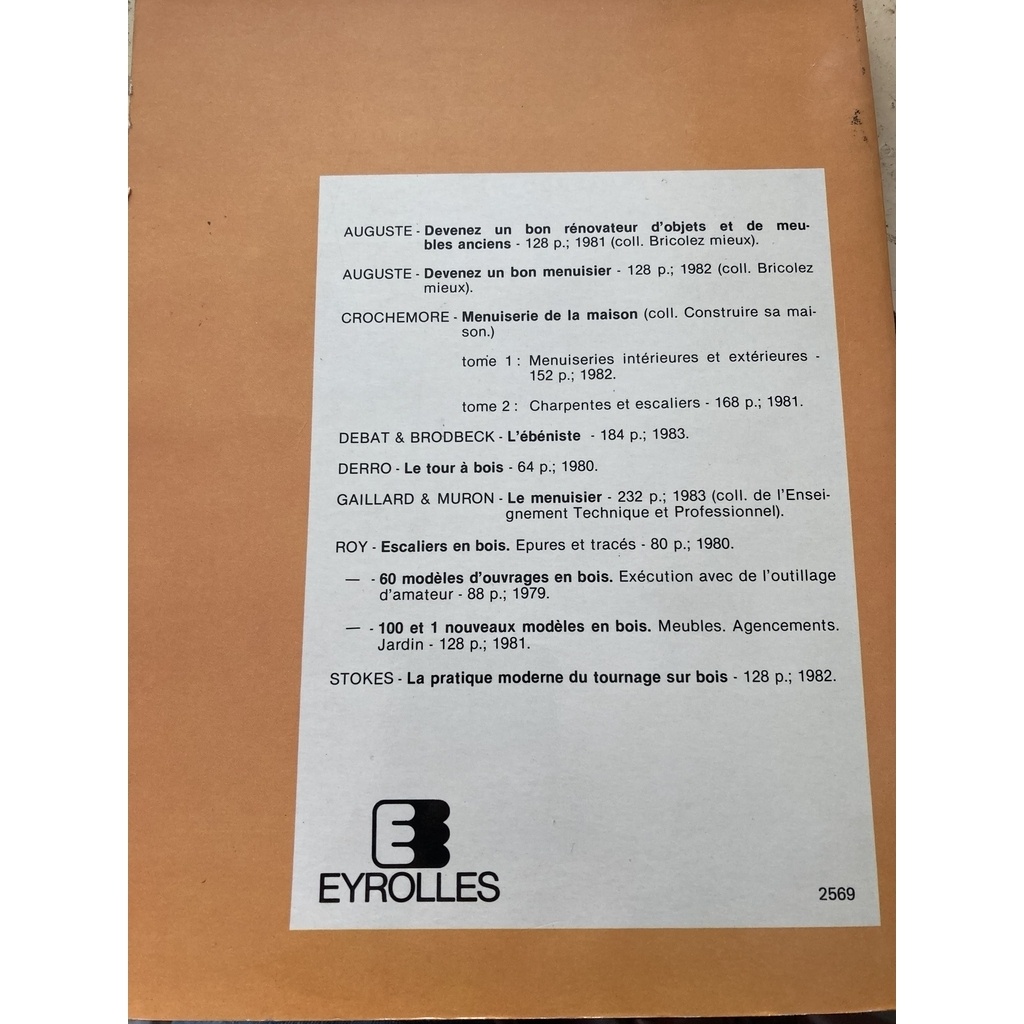 AUGUSTE - Devenez un bon rénovateur d'objets et de meu-
bles anciens - 128 p.; 1981 (coll. Bricolez mieux).
AUGUSTE - Devenez un bon menuisier - 128 p.; 1982 (coll. Bricolez
mieux).
CROCHEMORE - Menuiserie de la maison (coll. Construire sa mai-
son.)
tome 1 : Menuiseries intérieures et extérieures -
152 p.; 1982.
tome 2 : Charpentes et escaliers - 168 p.; 1981.
DEBAT & BRODBECK - L'ébéniste - 184 p.; 1983.
DERRO - Le tour à bois - 64 p.; 1980.
GAILLARD & MURON - Le menuisier - 232 p.; 1983 (coll. de l'Ensei-
gnement Technique et Professionnel).
ROY - Escaliers en bois. Epures et tracés - 80 p.; 1980.
— - 60 modèles d'ouvrages en bois. Exécution avec de l'outillage
d'amateur - 88 p.; 1979.
— - 100 et 1 nouveaux modèles en bois. Meubles. Agencements.
Jardin - 128 p.; 1981.
STOKES - La pratique moderne du tournage sur bois - 128 p.; 1982.
EYROLLES
2569